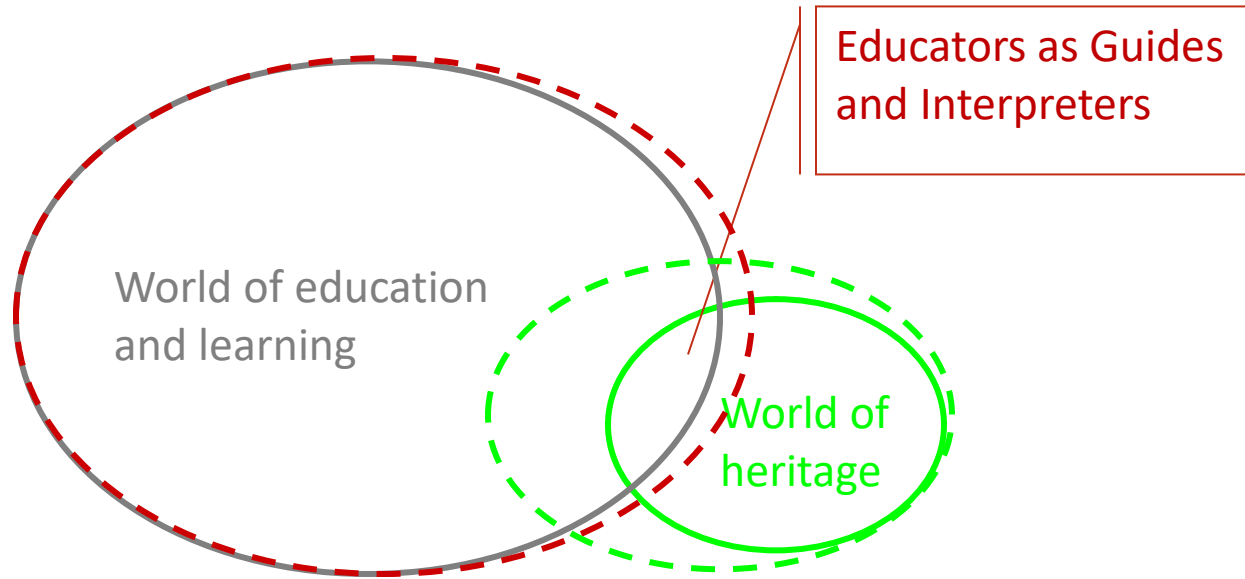 Educators as Guides
and Interpreters
World of education
and learning
World of
heritage